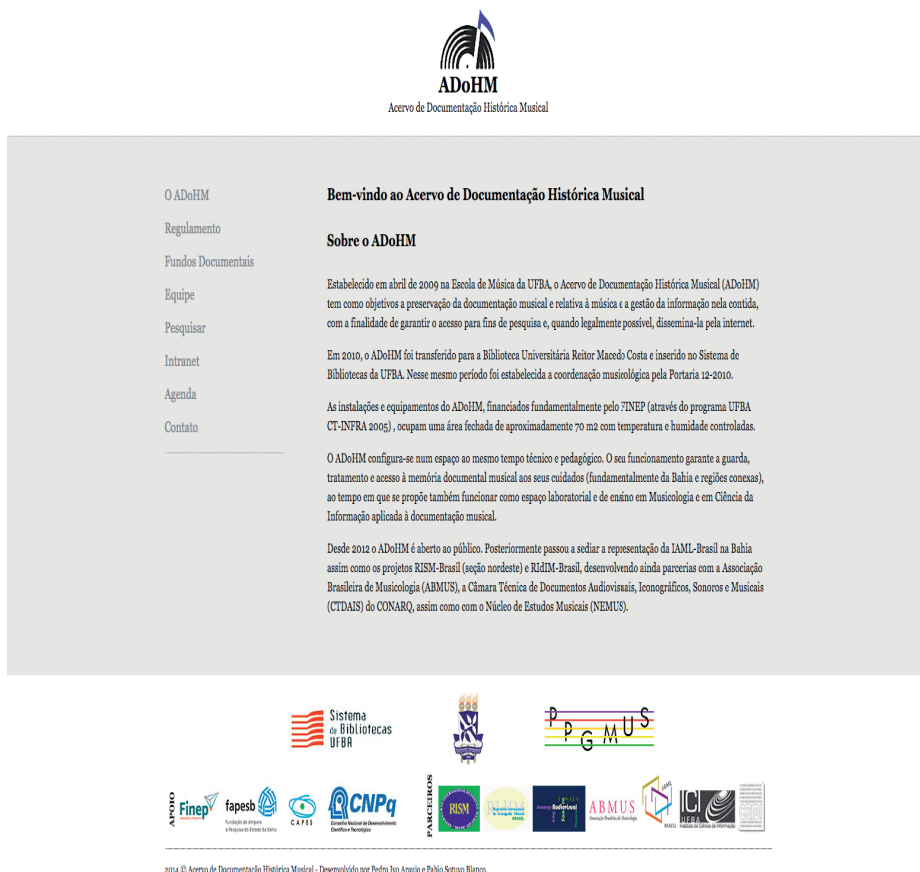 ADoHM
Acervo de Documentação Histórica Musical
O ADoHM
Regulamento
Fundos Documentais
Equipe
Pesquisar
Intranet
Agenda
Contato
Bem-vindo ao Acervo de Documentação Histórica Musical
Sobre o ADoHM
Estabelecido em abril de 2009 na Escola de Música da UFBA, o Acervo de Documentação Histórica Musical (ADoHM)
tem como objetivos a preservação da documentação musical e relativa à música e a gestão da informação nela contida,
com a finalidade de garantir o acesso para fins de pesquisa e, quando legalmente possível, dissemina-la pela internet.
Em 2010, o ADoHM foi transferido para a Biblioteca Universitária Reitor Macedo Costa e inserido no Sistema de
Bibliotecas da UFBA. Nesse mesmo período foi estabelecida a coordenação musicológica pela Portaria 12-2010.
As instalações e equipamentos do ADoHM, financiados fundamentalmente pelo FINEP (através do programa UFBA
CT-INFRA 2005) , ocupam uma área fechada de aproximadamente 70 m2 com temperatura e humidade controladas.
O ADoHM configura-se num espaço ao mesmo tempo técnico e pedagógico. O seu funcionamento garante a guarda,
tratamento e acesso à memória documental musical aos seus cuidados (fundamentalmente da Bahia e regiões conexas),
ao tempo em que se propõe também funcionar como espaço laboratorial e de ensino em Musicologia e em Ciência da
Informação aplicada à documentação musical.
Desde 2012 o ADoHM é aberto ao público. Posteriormente passou a sediar a representação da IAML-Brasil na Bahia
assim como os projetos RISM-Brasil (seção nordeste) e RIdIM-Brasil, desenvolvendo ainda parcerias com a Associação
Brasileira de Musicologia (ABMUS), a Câmara Técnica de Documentos Audiovisuais, Iconográficos, Sonoros e Musicais
(CTDAIS) do CONARQ, assim como com o Núcleo de Estudos Musicais (NEMUS).
Sistema
de Bibliotecas
UFBA
PPGMUS
APOIO
Finep
fapesb
Fundação de Amparo
a Pesquisa do Estado da Bahia
CAPES
CNPq
Conselho Nacional de Desenvolvimento
Científico e Tecnológico
PARCEIROS
RISM
RIdIM
BRASIL
ABMUS
Associação Brasileira de Musicologia
IAML
BRASIL
ICI
UFBA
Instituto de Ciência da Informação
2014 © Acervo de Documentação Histórica Musical - Desenvolvido por Pedro Ivo Araujo e Pablo Sotuyo Blanco.